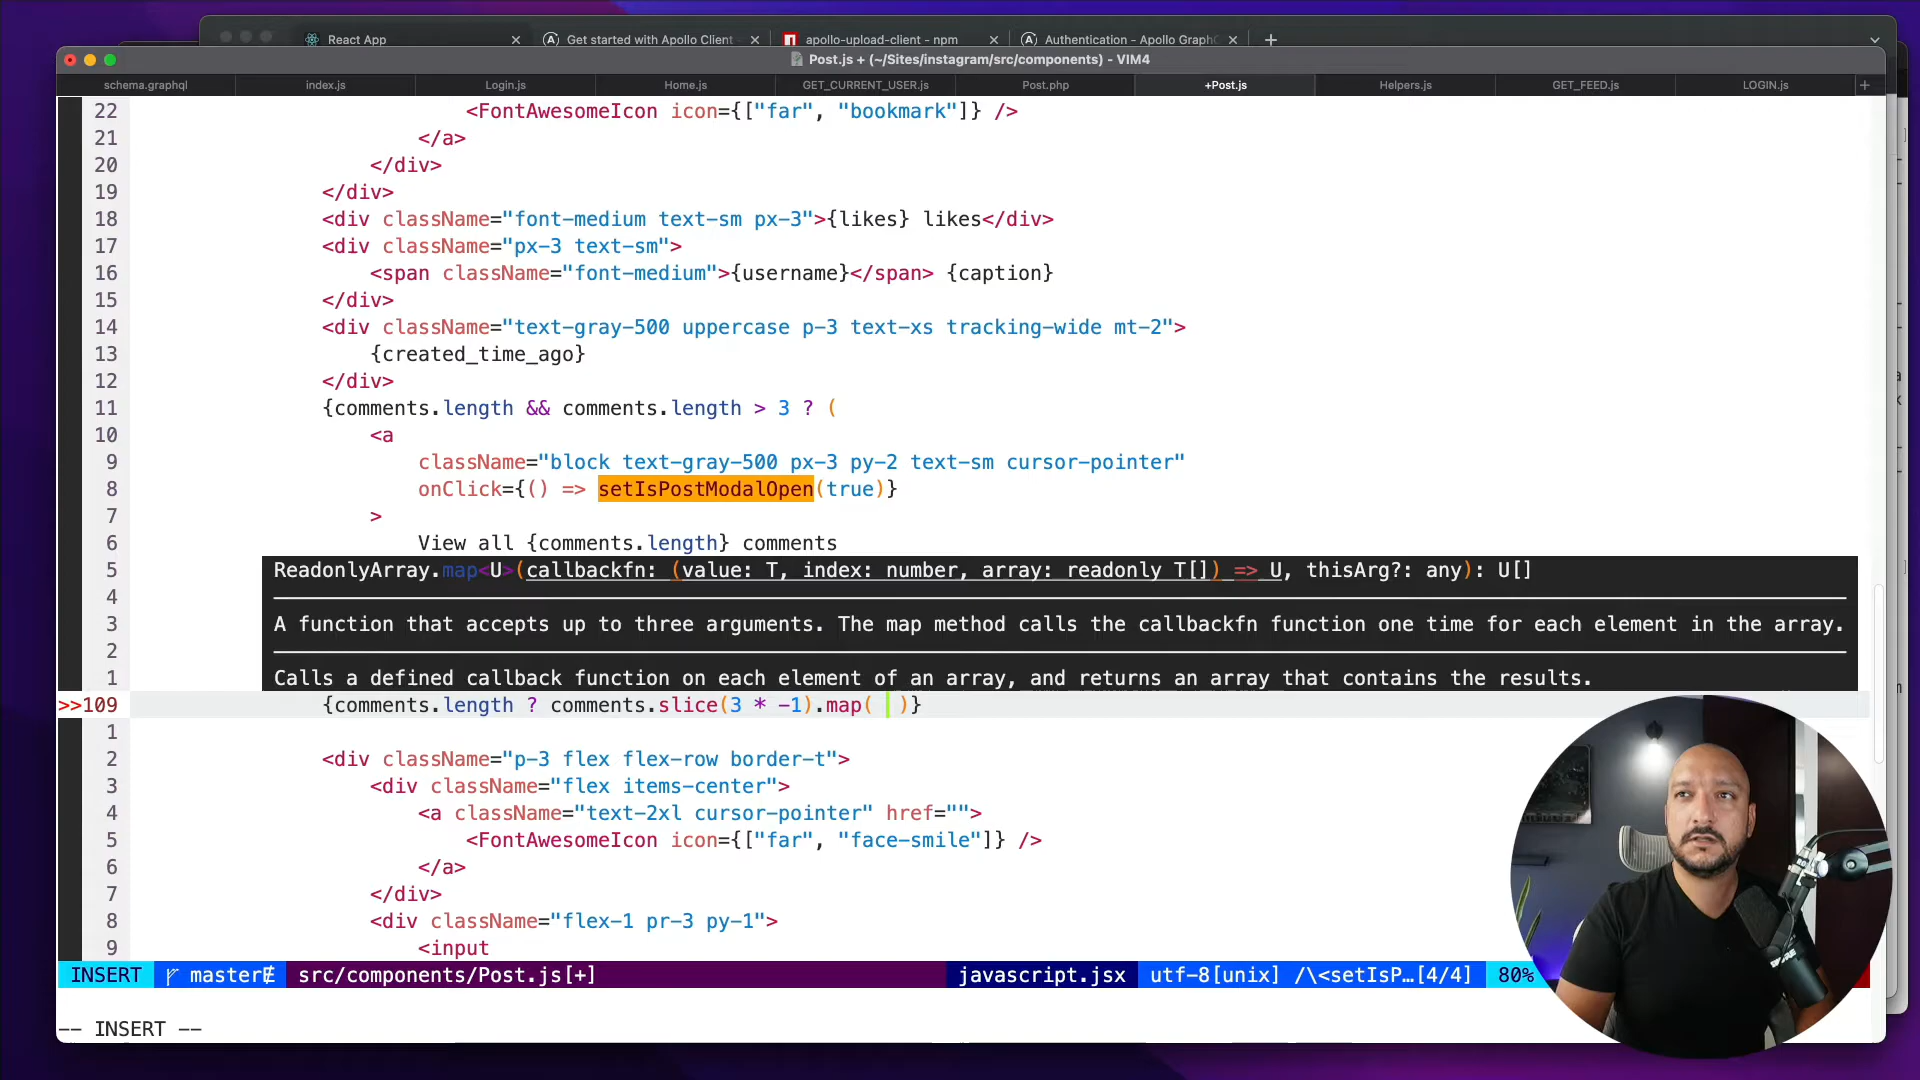 React App
Get started with Apollo Client
apollo-upload-client - npm
Authentication - Apollo GraphQ
Post.js + (~/Sites/instagram/src/components) - VIM4
schema.graphql
index.js
Login.js
Home.js
GET_CURRENT_USER.js
Post.php
+Post.js
Helpers.js
GET_FEED.js
LOGIN.js
22 <FontAwesomeIcon icon={["far", "bookmark"]} />
21 </a>
20 </div>
19 </div>
18 <div className="font-medium text-sm px-3">{likes} likes</div>
17 <div className="px-3 text-sm">
16 <span className="font-medium">{username}</span> {caption}
15 </div>
14 <div className="text-gray-500 uppercase p-3 text-xs tracking-wide mt-2">
13 {created_time_ago}
12 </div>
11 {comments.length && comments.length > 3 ? (
10 <a
9 className="block text-gray-500 px-3 py-2 text-sm cursor-pointer"
8 onClick={() => setIsPostModalOpen(true)}
7 >
6 View all {comments.length} comments
5 ReadonlyArray.map<U>(callbackfn: (value: T, index: number, array: readonly T[]) => U, thisArg?: any): U[]
4
3 A function that accepts up to three arguments. The map method calls the callbackfn function one time for each element in the array.
2
1 Calls a defined callback function on each element of an array, and returns an array that contains the results.
>>109 {comments.length ? comments.slice(3 * -1).map( )}
1
2 <div className="p-3 flex flex-row border-t">
3 <div className="flex items-center">
4 <a className="text-2xl cursor-pointer" href="">
5 <FontAwesomeIcon icon={["far", "face-smile"]} />
6 </a>
7 </div>
8 <div className="flex-1 pr-3 py-1">
9 <input
INSERT master src/components/Post.js[+] javascript.jsx utf-8[unix] /\<setIsP…[4/4] 80%
-- INSERT --